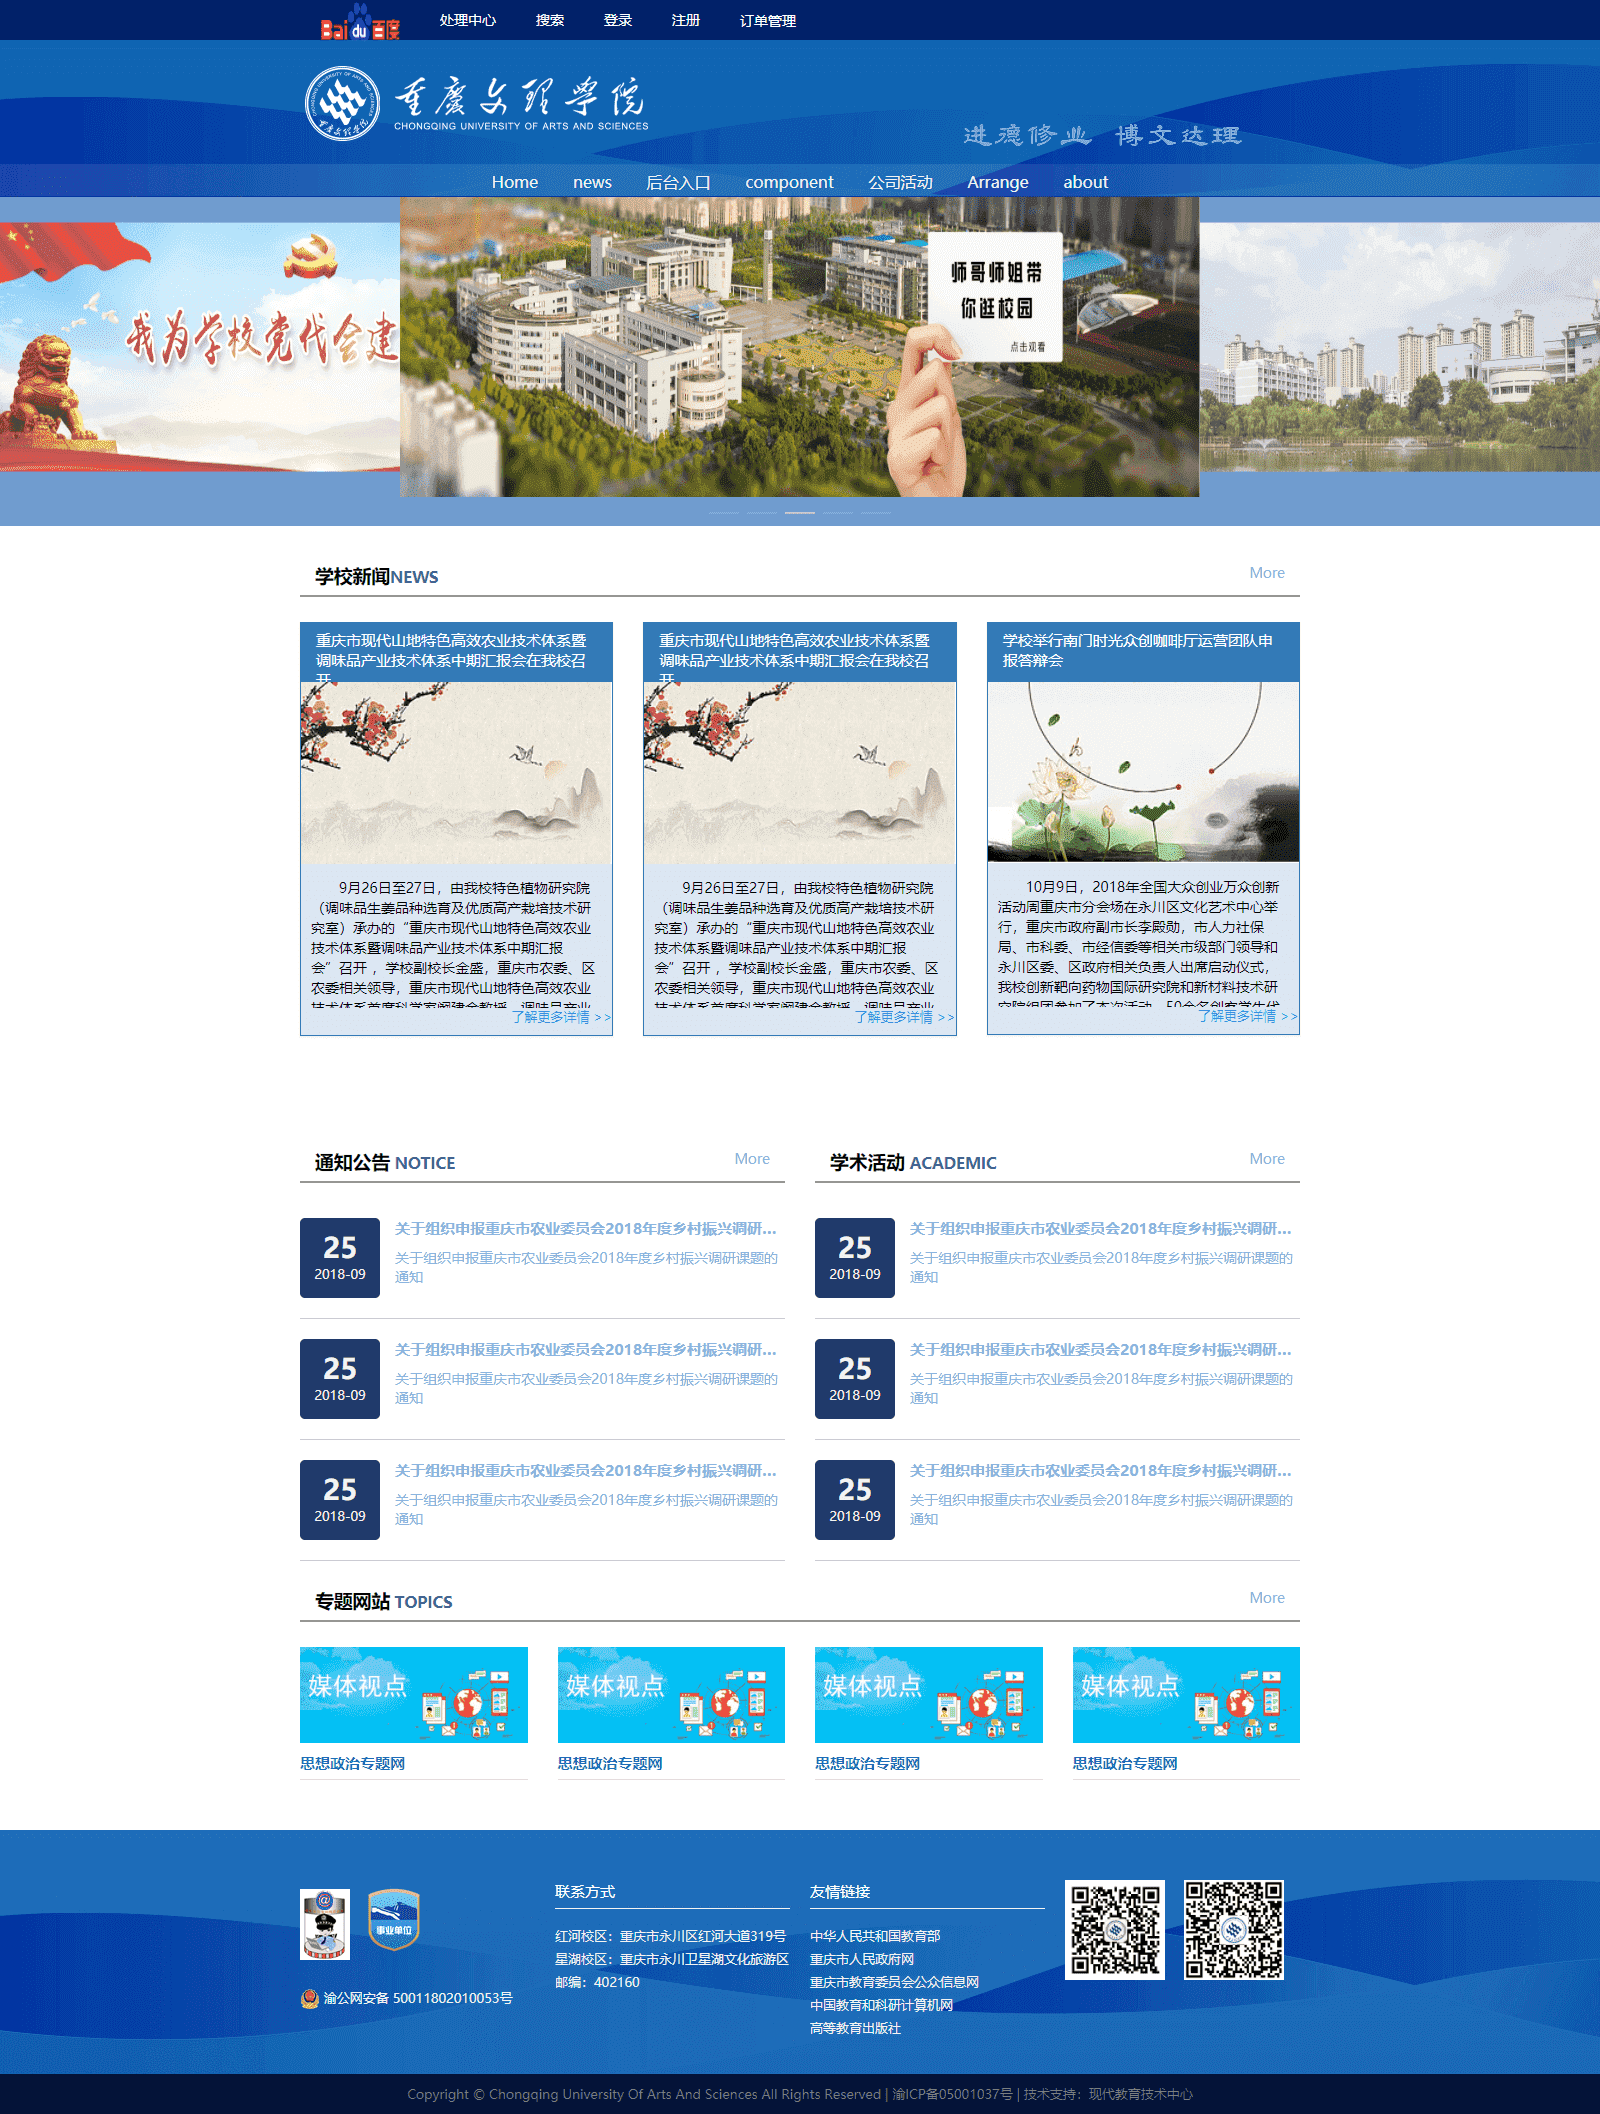 Bai du 百度
处理中心 搜索 登录 注册 订单管理
重庆文理学院
CHONGQING UNIVERSITY OF ARTS AND SCIENCES
进德修业 博文达理
Home news 后台入口 component 公司活动 Arrange about
我为学校党代会建
师哥师姐带
你逛校园
点击观看
学校新闻NEWS
More
重庆市现代山地特色高效农业技术体系暨
调味品产业技术体系中期汇报会在我校召
开
9月26日至27日，由我校特色植物研究院
（调味品生姜品种选育及优质高产栽培技术研
究室）承办的“重庆市现代山地特色高效农业
技术体系暨调味品产业技术体系中期汇报
会”召开 ，学校副校长金盛，重庆市农委、区
农委相关领导，重庆市现代山地特色高效农业
技术体系首席科学家阚建全教授、调味品产业
了解更多详情 >>
重庆市现代山地特色高效农业技术体系暨
调味品产业技术体系中期汇报会在我校召
开
9月26日至27日，由我校特色植物研究院
（调味品生姜品种选育及优质高产栽培技术研
究室）承办的“重庆市现代山地特色高效农业
技术体系暨调味品产业技术体系中期汇报
会”召开 ，学校副校长金盛，重庆市农委、区
农委相关领导，重庆市现代山地特色高效农业
技术体系首席科学家阚建全教授、调味品产业
了解更多详情 >>
学校举行南门时光众创咖啡厅运营团队申
报答辩会
10月9日，2018年全国大众创业万众创新
活动周重庆市分会场在永川区文化艺术中心举
行，重庆市政府副市长李殿勋，市人力社保
局、市科委、市经信委等相关市级部门领导和
永川区委、区政府相关负责人出席启动仪式，
我校创新靶向药物国际研究院和新材料技术研
究院组团参加了本次活动，50余名创客学生代
了解更多详情 >>
通知公告 NOTICE
More
25
2018-09
关于组织申报重庆市农业委员会2018年度乡村振兴调研...
关于组织申报重庆市农业委员会2018年度乡村振兴调研课题的
通知
25
2018-09
关于组织申报重庆市农业委员会2018年度乡村振兴调研...
关于组织申报重庆市农业委员会2018年度乡村振兴调研课题的
通知
25
2018-09
关于组织申报重庆市农业委员会2018年度乡村振兴调研...
关于组织申报重庆市农业委员会2018年度乡村振兴调研课题的
通知
学术活动 ACADEMIC
More
25
2018-09
关于组织申报重庆市农业委员会2018年度乡村振兴调研...
关于组织申报重庆市农业委员会2018年度乡村振兴调研课题的
通知
25
2018-09
关于组织申报重庆市农业委员会2018年度乡村振兴调研...
关于组织申报重庆市农业委员会2018年度乡村振兴调研课题的
通知
25
2018-09
关于组织申报重庆市农业委员会2018年度乡村振兴调研...
关于组织申报重庆市农业委员会2018年度乡村振兴调研课题的
通知
专题网站 TOPICS
More
媒体视点
思想政治专题网
媒体视点
思想政治专题网
媒体视点
思想政治专题网
媒体视点
思想政治专题网
事业单位
渝公网安备 50011802010053号
联系方式
红河校区：重庆市永川区红河大道319号
星湖校区：重庆市永川卫星湖文化旅游区
邮编：402160
友情链接
中华人民共和国教育部
重庆市人民政府网
重庆市教育委员会公众信息网
中国教育和科研计算机网
高等教育出版社
Copyright © Chongqing University Of Arts And Sciences All Rights Reserved | 渝ICP备05001037号 | 技术支持：现代教育技术中心